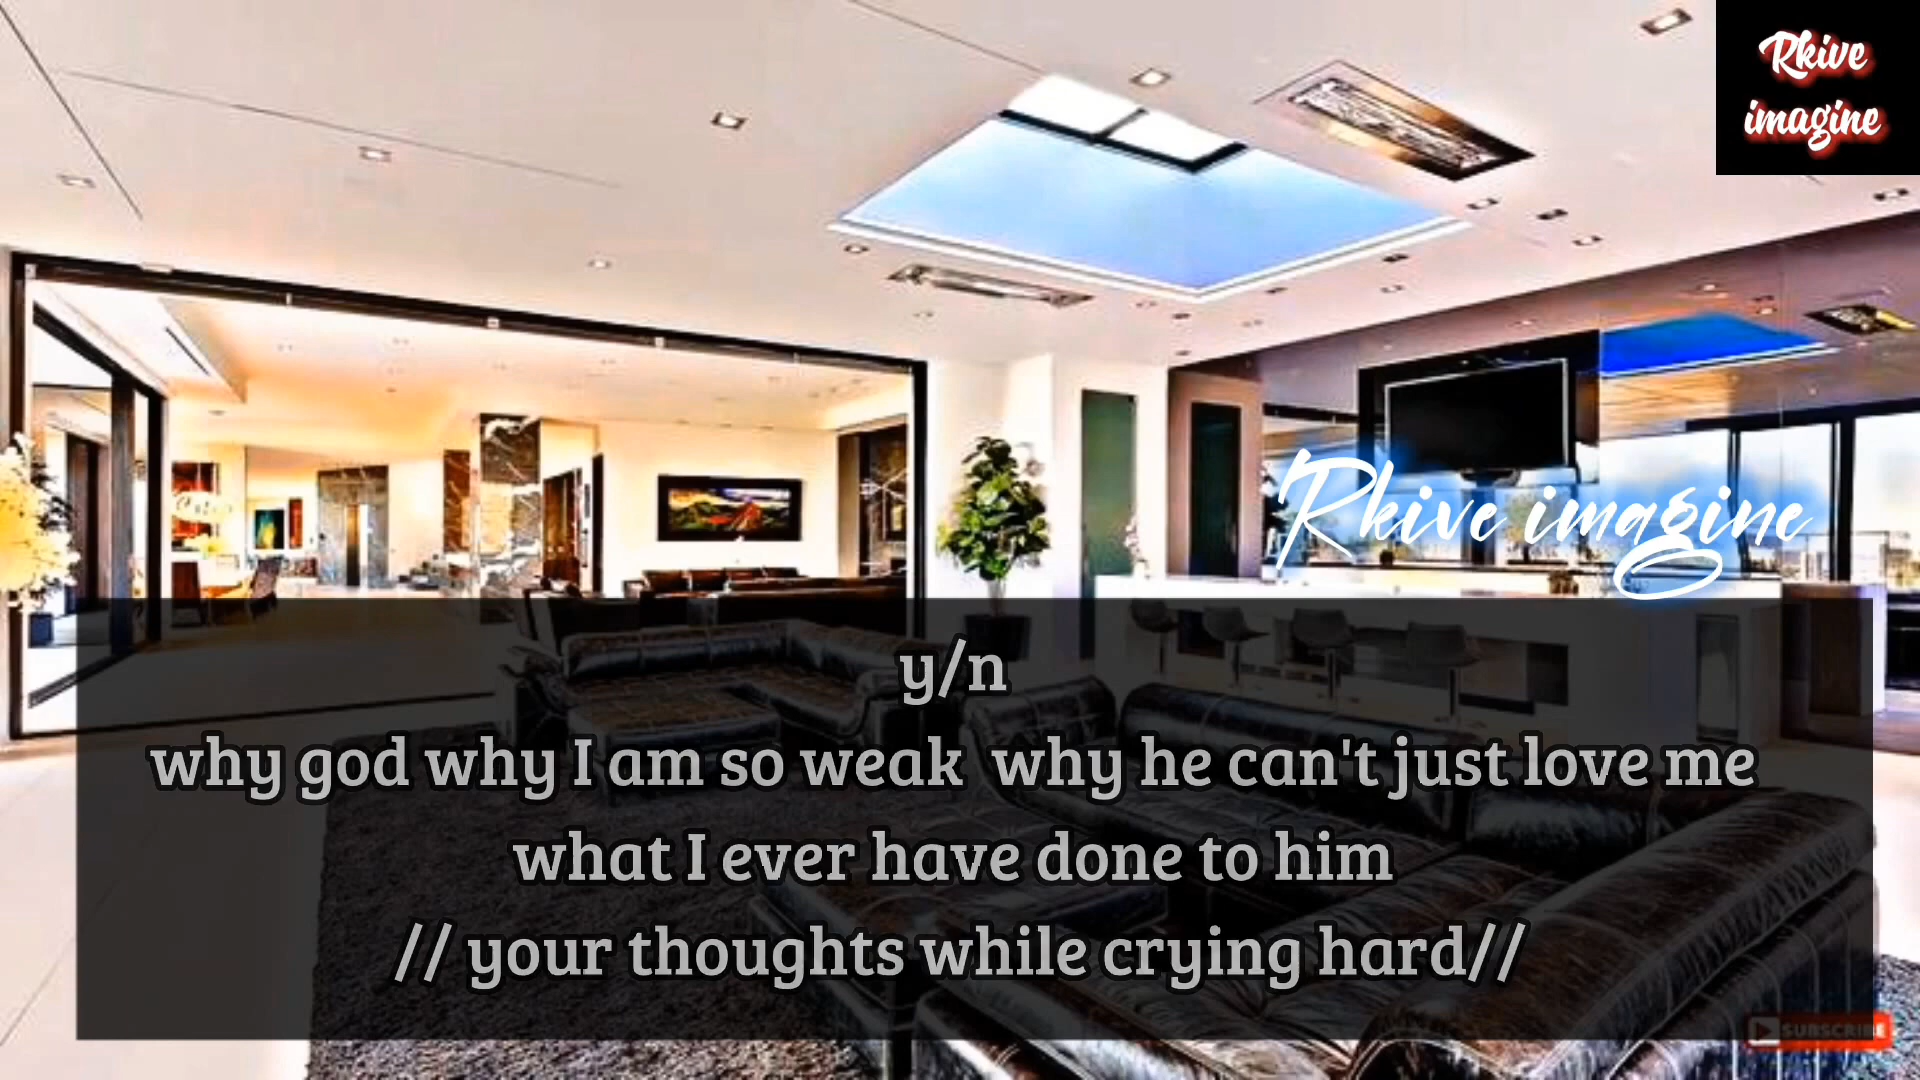 Rkive
imagine
Rkive imagine
y/n
why god why I am so weak why he can't just love me
what I ever have done to him
// your thoughts while crying hard//
SUBSCRIBE